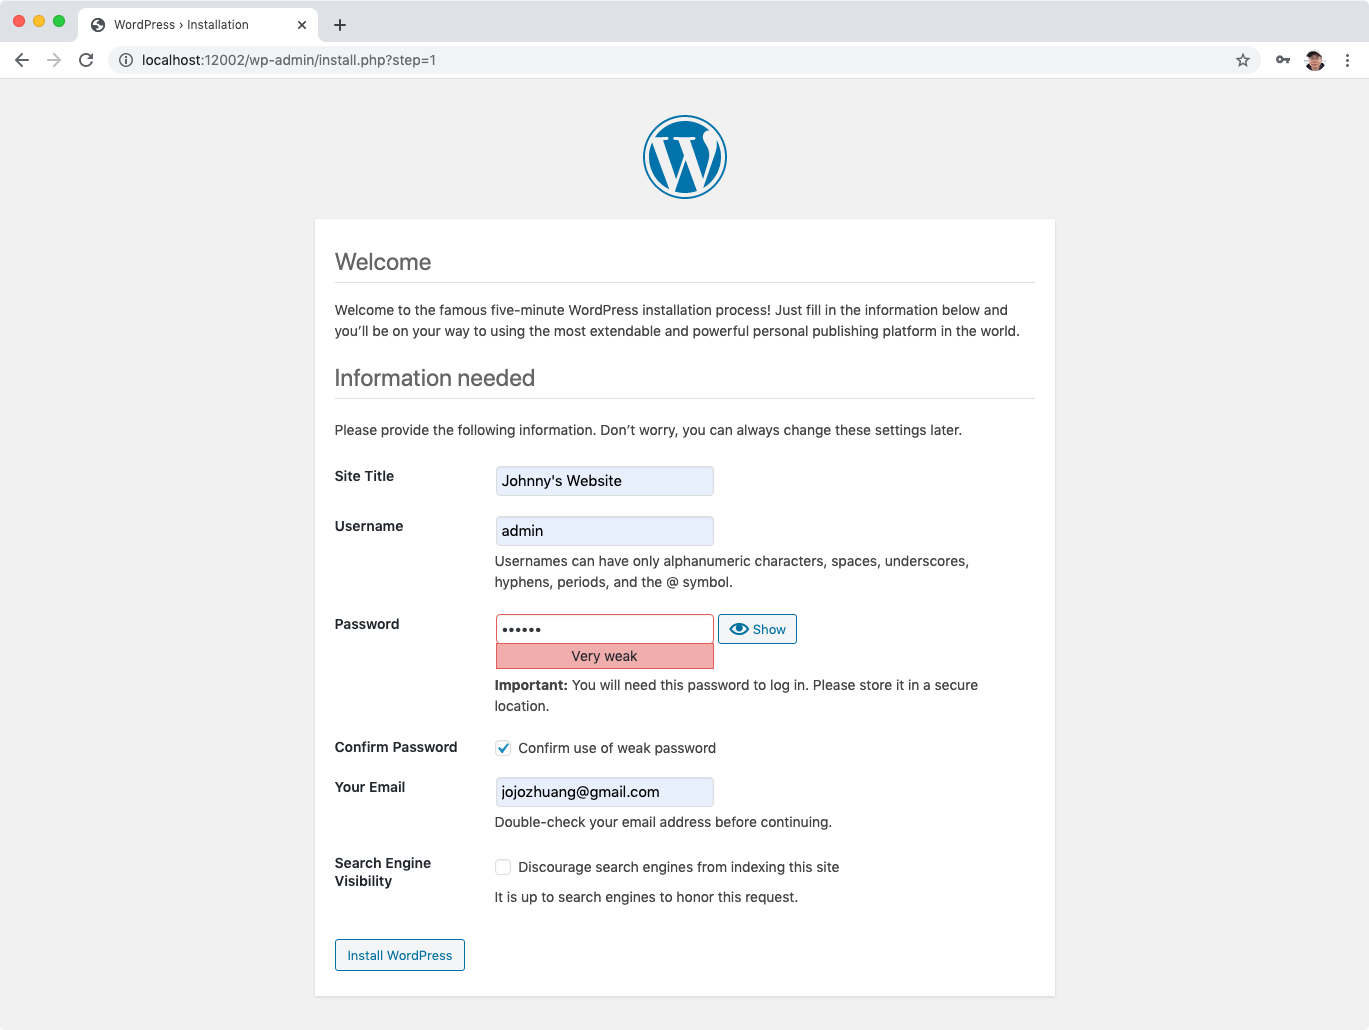 WordPress › Installation
localhost:12002/wp-admin/install.php?step=1
Welcome
Welcome to the famous five-minute WordPress installation process! Just fill in the information below and
you’ll be on your way to using the most extendable and powerful personal publishing platform in the world.
Information needed
Please provide the following information. Don’t worry, you can always change these settings later.
Site Title
Johnny's Website
Username
admin
Usernames can have only alphanumeric characters, spaces, underscores,
hyphens, periods, and the @ symbol.
Password
••••••
Show
Very weak
Important: You will need this password to log in. Please store it in a secure
location.
Confirm Password
Confirm use of weak password
Your Email
jojozhuang@gmail.com
Double-check your email address before continuing.
Search Engine
Visibility
Discourage search engines from indexing this site
It is up to search engines to honor this request.
Install WordPress